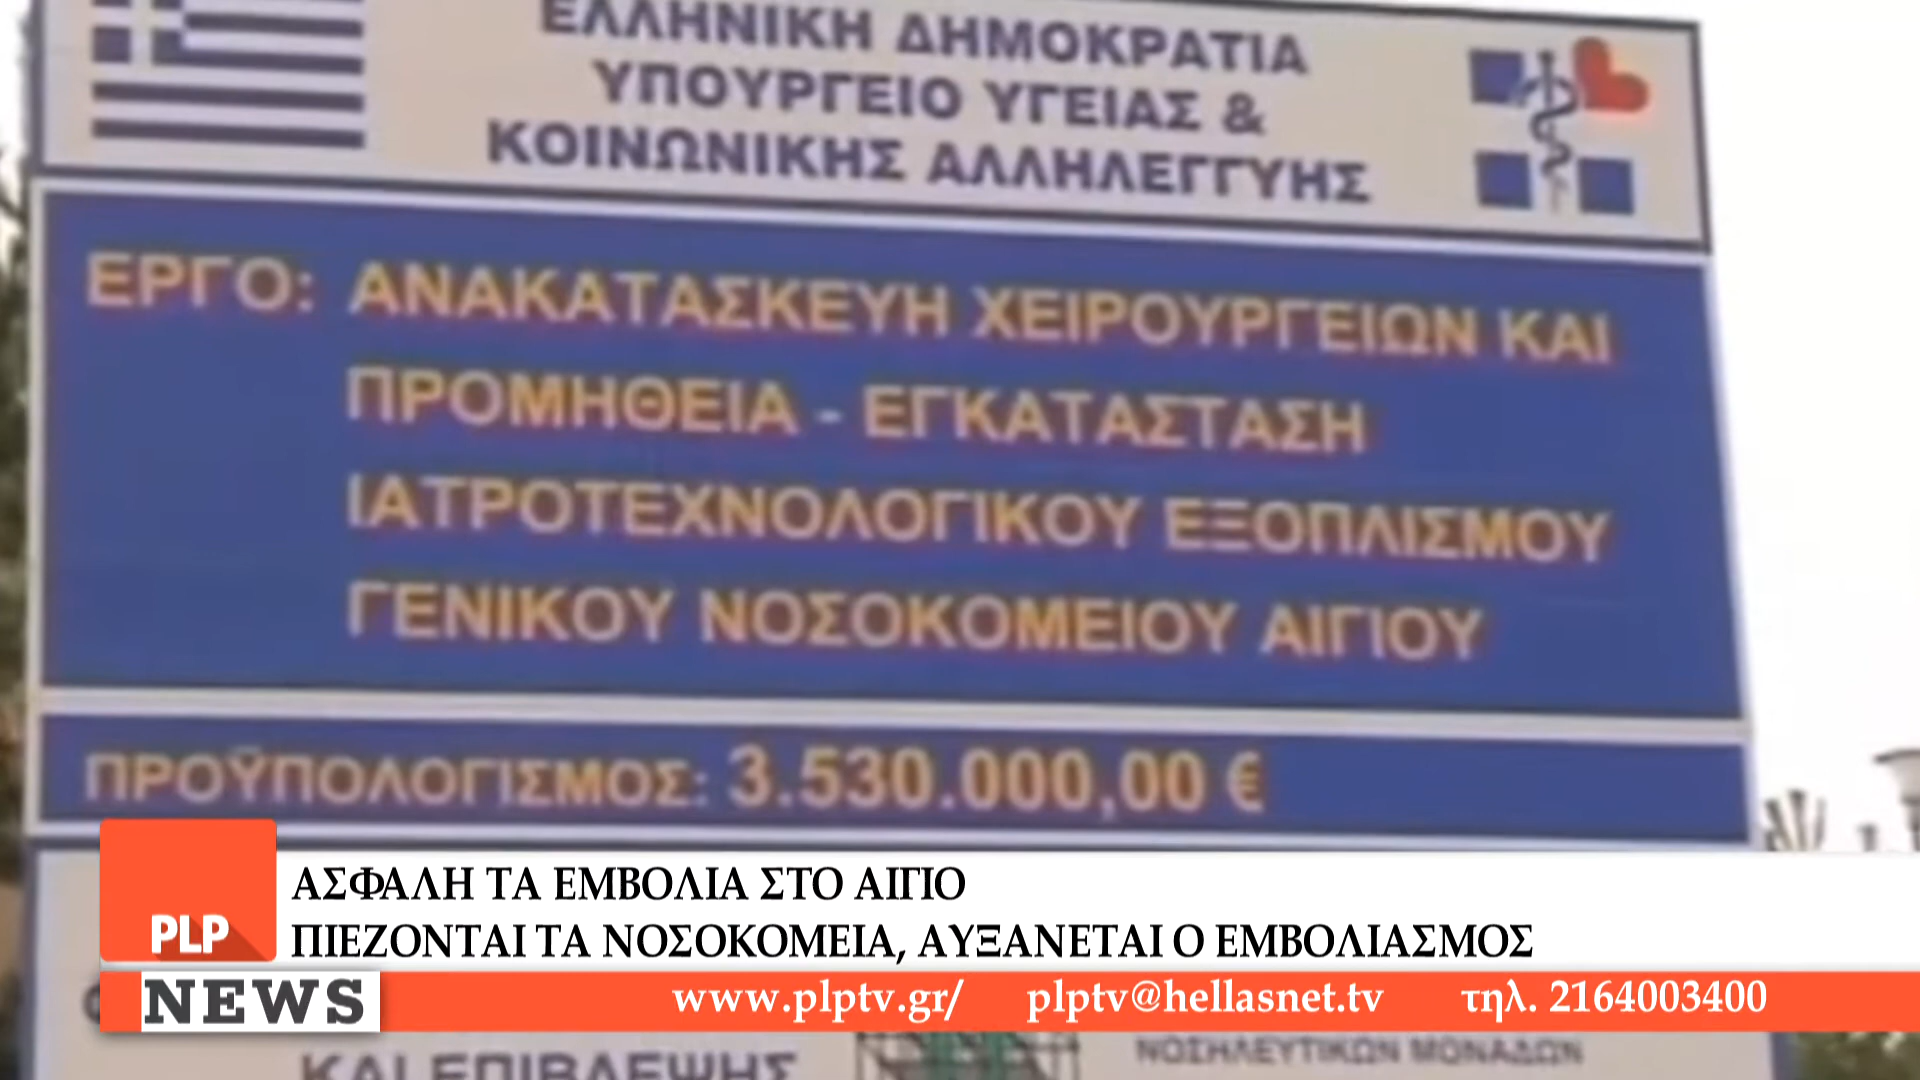 ΕΛΛΗΝΙΚΗ ΔΗΜΟΚΡΑΤΙΑ
ΥΠΟΥΡΓΕΙΟ ΥΓΕΙΑΣ &
ΚΟΙΝΩΝΙΚΗΣ ΑΛΛΗΛΕΓΓΥΗΣ
ΕΡΓΟ: ΑΝΑΚΑΤΑΣΚΕΥΗ ΧΕΙΡΟΥΡΓΕΙΩΝ ΚΑΙ
ΠΡΟΜΗΘΕΙΑ - ΕΓΚΑΤΑΣΤΑΣΗ
ΙΑΤΡΟΤΕΧΝΟΛΟΓΙΚΟΥ ΕΞΟΠΛΙΣΜΟΥ
ΓΕΝΙΚΟΥ ΝΟΣΟΚΟΜΕΙΟΥ ΑΙΓΙΟΥ
ΠΡΟΫΠΟΛΟΓΙΣΜΟΣ: 3.530.000,00 €
ΑΣΦΑΛΗ ΤΑ ΕΜΒΟΛΙΑ ΣΤΟ ΑΙΓΙΟ
PLP
ΠΙΕΖΟΝΤΑΙ ΤΑ ΝΟΣΟΚΟΜΕΙΑ, ΑΥΞΑΝΕΤΑΙ Ο ΕΜΒΟΛΙΑΣΜΟΣ
NEWS
www.plptv.gr/ plptv@hellasnet.tv τηλ. 2164003400
ΚΑΙ ΕΠΙΒΛΕΨΗΣ
ΝΟΣΗΛΕΥΤΙΚΩΝ ΜΟΝΑΔΩΝ